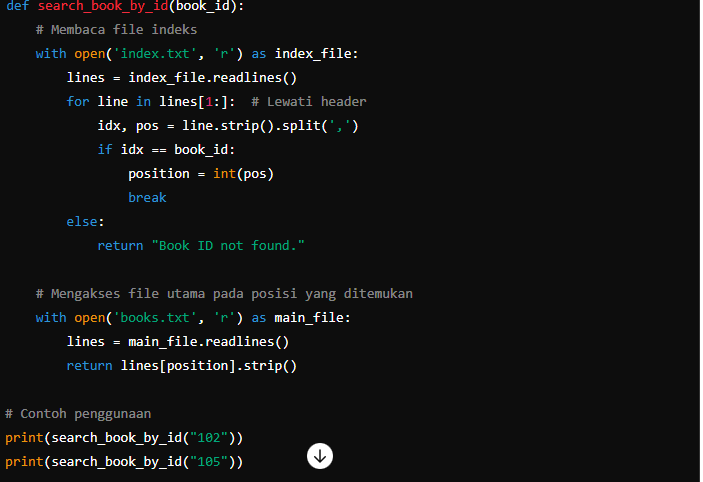 def search_book_by_id(book_id):
    # Membaca file indeks
    with open('index.txt', 'r') as index_file:
        lines = index_file.readlines()
        for line in lines[1:]:  # Lewati header
            idx, pos = line.strip().split(',')
            if idx == book_id:
                position = int(pos)
                break
        else:
            return "Book ID not found."

    # Mengakses file utama pada posisi yang ditemukan
    with open('books.txt', 'r') as main_file:
        lines = main_file.readlines()
        return lines[position].strip()

# Contoh penggunaan
print(search_book_by_id("102"))
print(search_book_by_id("105"))